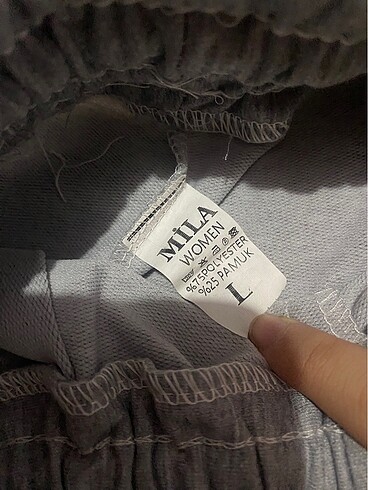 MİLA
WOMEN
%75POLYESTER
%25 PAMUK
L